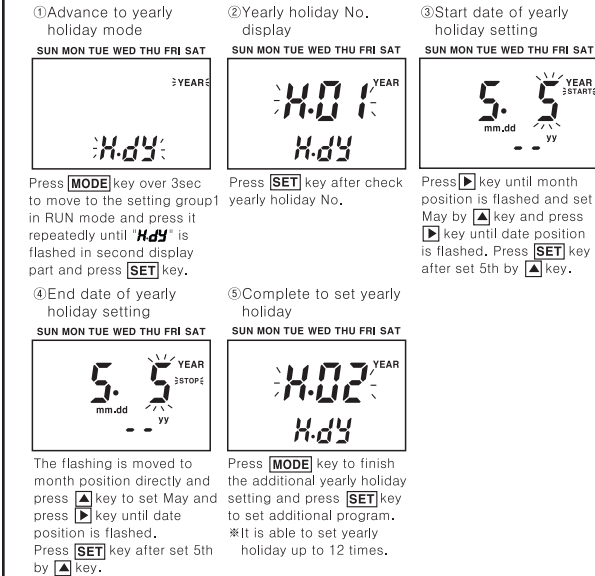 ①Advance to yearly
holiday mode
SUN MON TUE WED THU FRI SAT
YEAR
H.dY
Press MODE key over 3sec
to move to the setting group1
in RUN mode and press it
repeatedly until "H.dY" is
flashed in second display
part and press SET key.
②Yearly holiday No.
display
SUN MON TUE WED THU FRI SAT
H.01 YEAR
H.dY
Press SET key after check
yearly holiday No.
③Start date of yearly
holiday setting
SUN MON TUE WED THU FRI SAT
YEAR
START
5. 5
mm.dd
yy
- -
Press ▶ key until month
position is flashed and set
May by ▲ key and press
▶ key until date position
is flashed. Press SET key
after set 5th by ▲ key.
④End date of yearly
holiday setting
SUN MON TUE WED THU FRI SAT
YEAR
STOP
5. 5
mm.dd
yy
- -
The flashing is moved to
month position directly and
press ▲ key to set May and
press ▶ key until date
position is flashed.
Press SET key after set 5th
by ▲ key.
⑤Complete to set yearly
holiday
SUN MON TUE WED THU FRI SAT
H.02 YEAR
H.dY
Press MODE key to finish
the additional yearly holiday
setting and press SET key
to set additional program.
※It is able to set yearly
holiday up to 12 times.